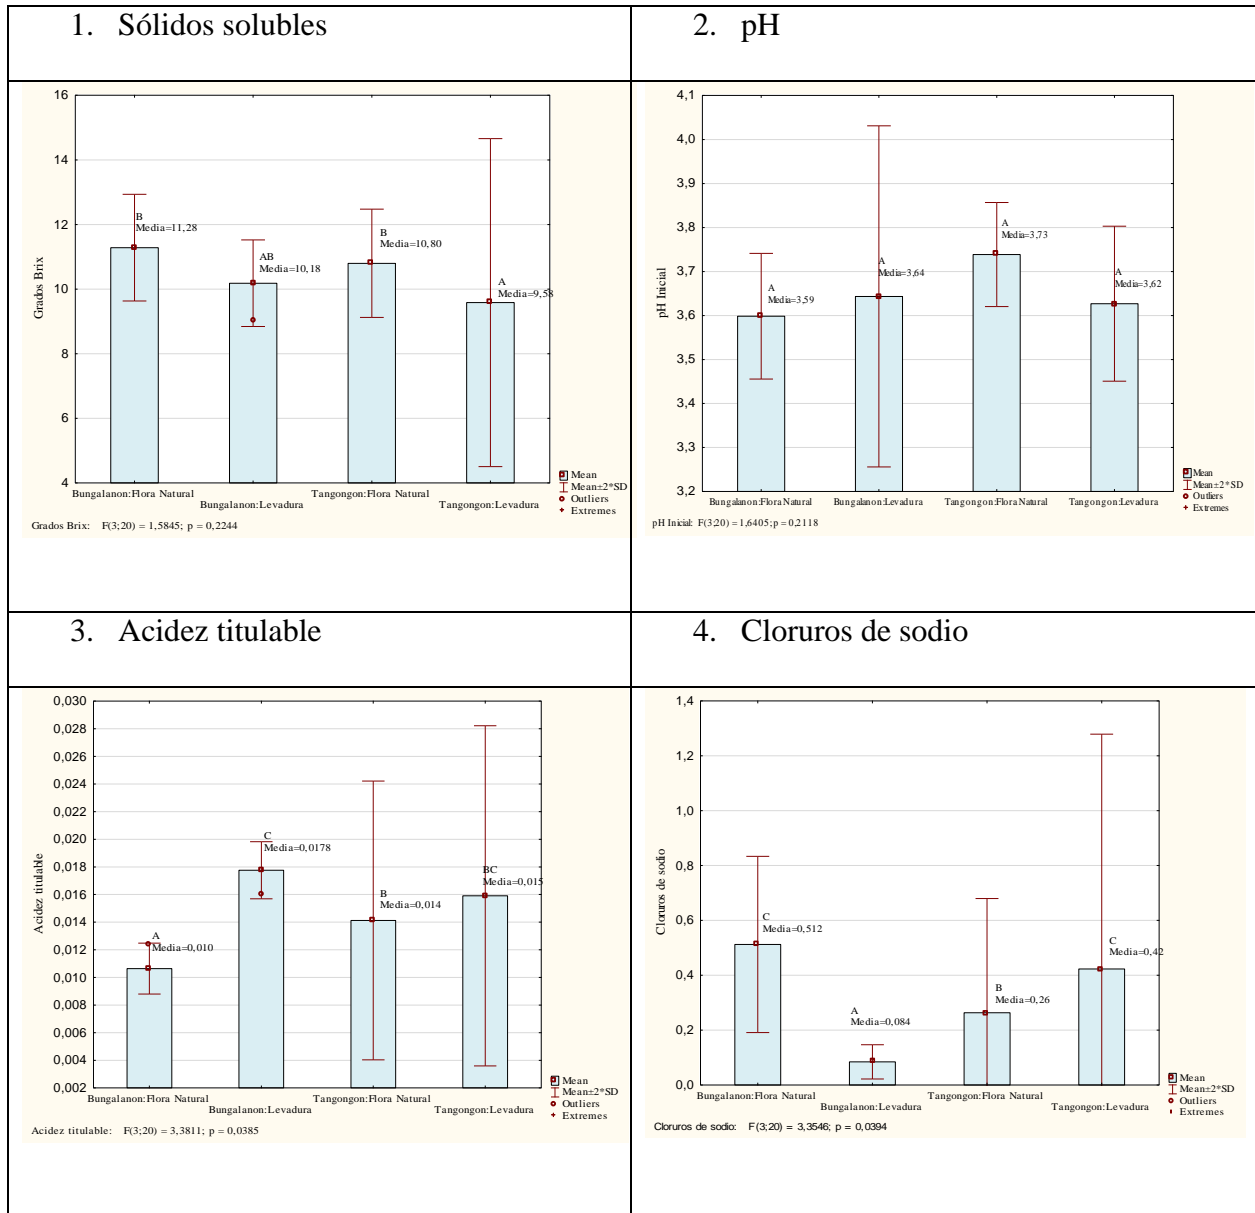 1. Sólidos solubles
2. pH
16
14
12
10
8
6
4
Grados Brix
B
Media=11,28
AB
Media=10,18
B
Media=10,80
A
Media=9,58
Bungalanon:Flora Natural
Bungalanon:Levadura
Tangongon:Flora Natural
Tangongon:Levadura
Mean
Mean±2*SD
Outliers
Extremes
Grados Brix: F(3;20) = 1,5845; p = 0,2244
4,1
4,0
3,9
3,8
3,7
3,6
3,5
3,4
3,3
3,2
pH Inicial
A
Media=3,59
A
Media=3,64
A
Media=3,73
A
Media=3,62
Bungalanon:Flora Natural
Bungalanon:Levadura
Tangongon:Flora Natural
Tangongon:Levadura
Mean
Mean±2*SD
Outliers
Extremes
pH Inicial: F(3;20) = 1,6405; p = 0,2118
3. Acidez titulable
4. Cloruros de sodio
0,030
0,028
0,026
0,024
0,022
0,020
0,018
0,016
0,014
0,012
0,010
0,008
0,006
0,004
0,002
Acidez titulable
A
Media=0,010
C
Media=0,0178
B
Media=0,014
BC
Media=0,015
Bungalanon:Flora Natural
Bungalanon:Levadura
Tangongon:Flora Natural
Tangongon:Levadura
Mean
Mean±2*SD
Outliers
Extremes
Acidez titulable: F(3;20) = 3,3811; p = 0,0385
1,4
1,2
1,0
0,8
0,6
0,4
0,2
0,0
Cloruros de sodio
C
Media=0,512
A
Media=0,084
B
Media=0,26
C
Media=0,42
Bungalanon:Flora Natural
Bungalanon:Levadura
Tangongon:Flora Natural
Tangongon:Levadura
Mean
Mean±2*SD
Outliers
Extremes
Cloruros de sodio: F(3;20) = 3,3546; p = 0,0394